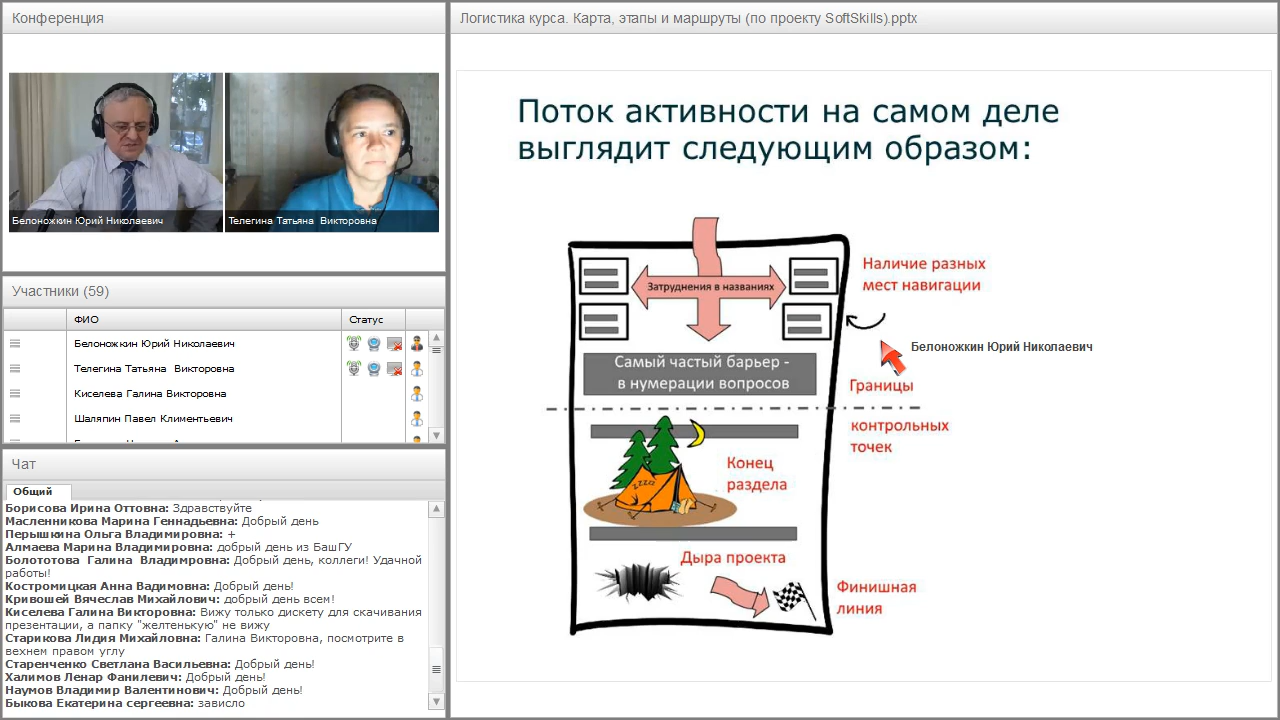 Конференция
Белоножкин Юрий Николаевич
Телегина Татьяна Викторовна
Участники (59)
ФИО
Статус
Белоножкин Юрий Николаевич
Телегина Татьяна Викторовна
Киселева Галина Викторовна
Шаляпин Павел Климентьевич
Чат
Общий
Борисова Ирина Оттовна: Здравствуйте
Масленникова Марина Геннадьевна: Добрый день
Перышкина Ольга Владимировна: +
Алмаева Марина Владимировна: добрый день из БашГУ
Болототова Галина Владимровна: Добрый день, коллеги! Удачной
работы!
Костромицкая Анна Вадимовна: Добрый день!
Кривошей Вячеслав Михайлович: добрый день всем!
Киселева Галина Викторовна: Вижу только дискету для скачивания
презентации, а папку "желтенькую" не вижу
Старикова Лидия Михайловна: Галина Викторовна, посмотрите в
вехнем правом углу
Старенченко Светлана Васильевна: Добрый день!
Халимов Ленар Фанилевич: Добрый день!
Наумов Владимир Валентинович: Добрый день!
Быкова Екатерина сергеевна: зависло
Логистика курса. Карта, этапы и маршруты (по проекту SoftSkills).pptx
Поток активности на самом деле
выглядит следующим образом:
Затруднения в названиях
Наличие разных
мест навигации
Белоножкин Юрий Николаевич
Самый частый барьер -
в нумерации вопросов
Границы
контрольных
точек
zzzz
Конец
раздела
Дыра проекта
Финишная
линия